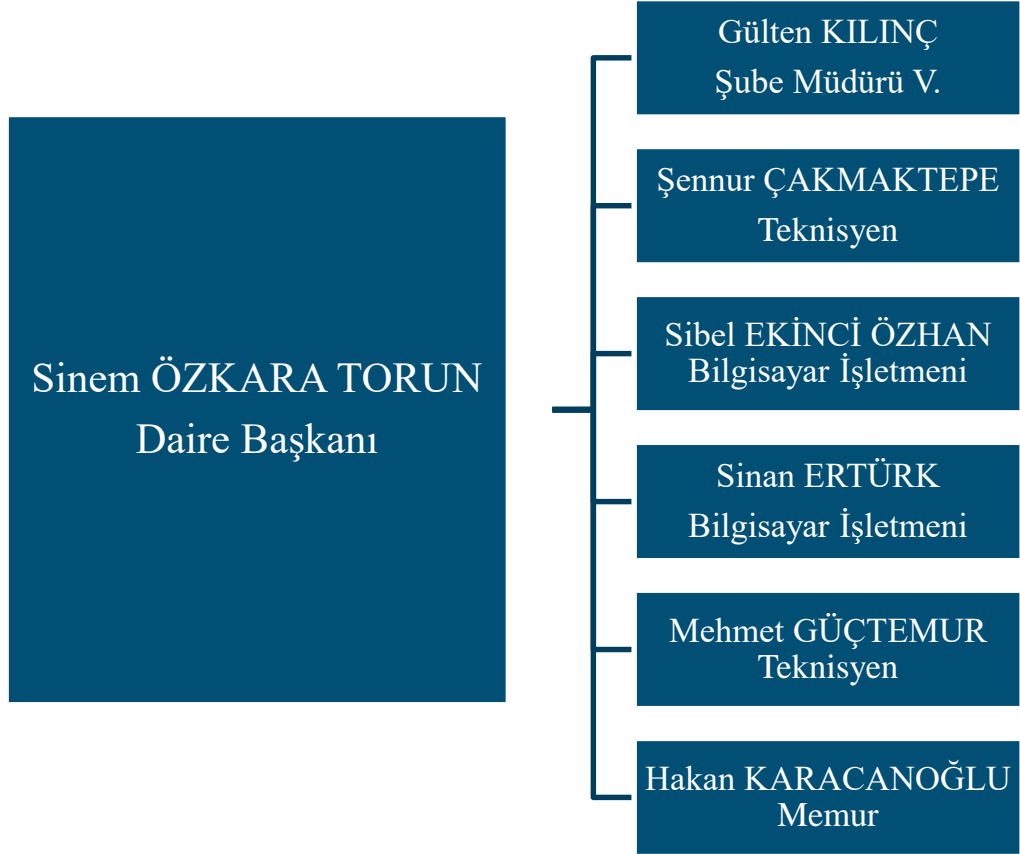 Sinem ÖZKARA TORUN
Daire Başkanı
Gülten KILINÇ
Şube Müdürü V.
Şennur ÇAKMAKTEPE
Teknisyen
Sibel EKİNCİ ÖZHAN
Bilgisayar İşletmeni
Sinan ERTÜRK
Bilgisayar İşletmeni
Mehmet GÜÇTEMUR
Teknisyen
Hakan KARACANOĞLU
Memur